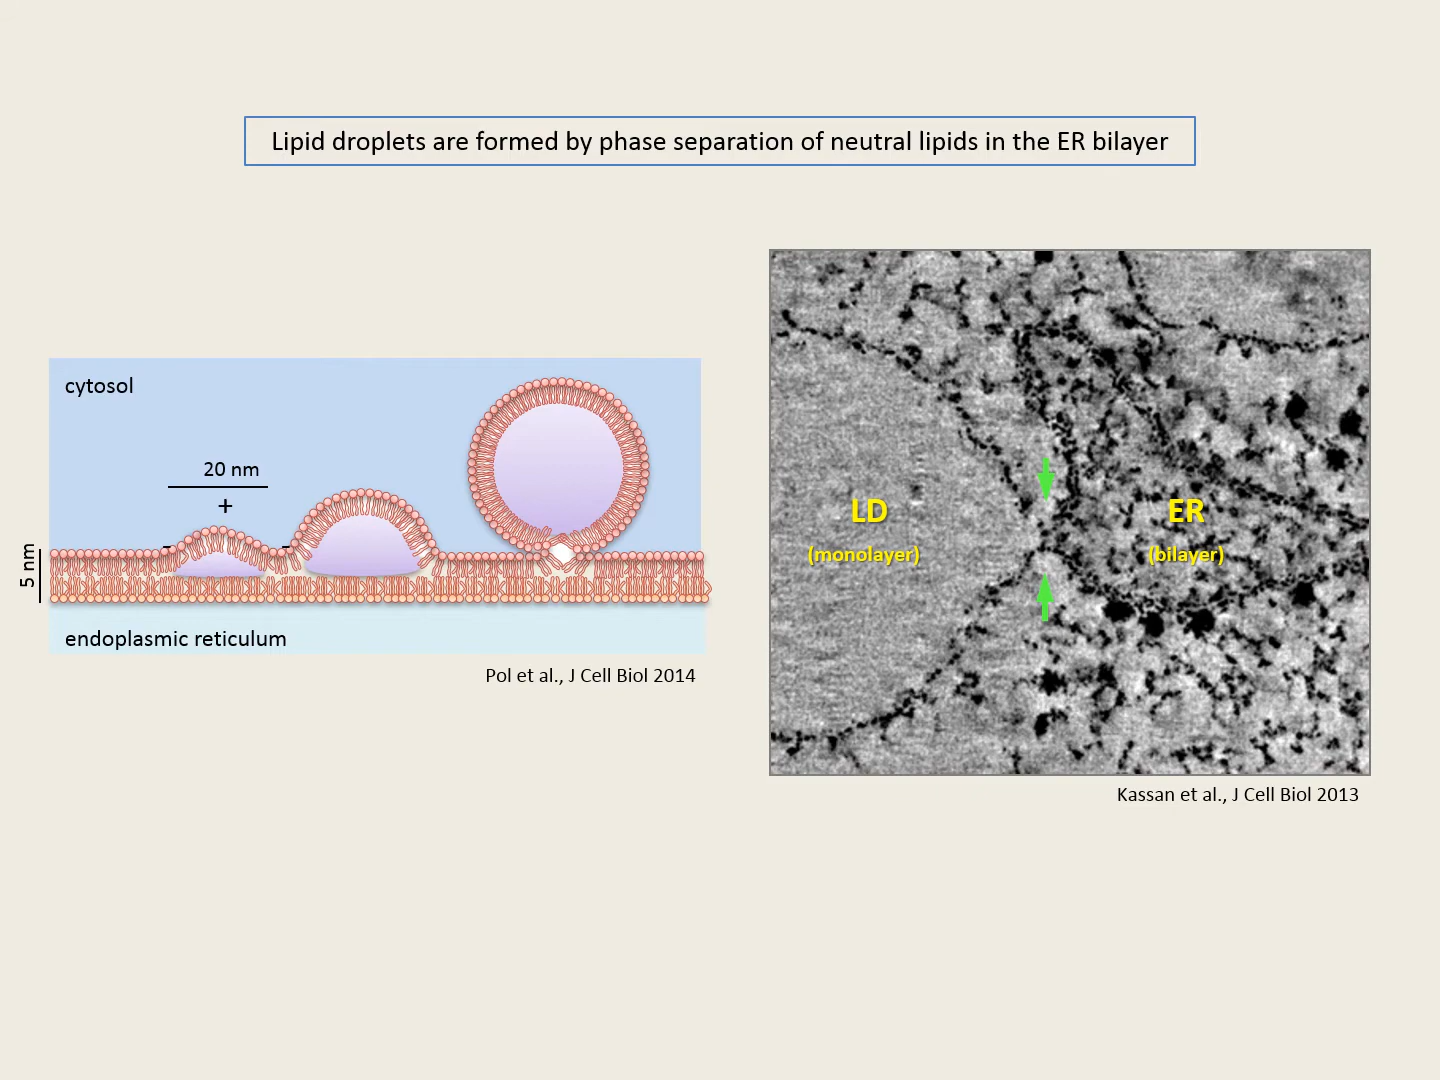 Lipid droplets are formed by phase separation of neutral lipids in the ER bilayer
cytosol
20 nm
+
- -
5 nm
endoplasmic reticulum
Pol et al., J Cell Biol 2014
LD
(monolayer)
ER
(bilayer)
Kassan et al., J Cell Biol 2013